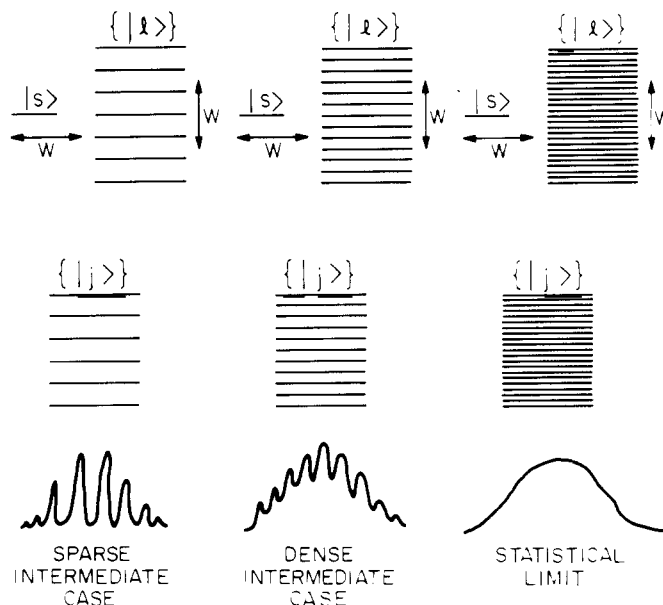 {|ℓ>} {|ℓ>} {|ℓ>}
|s> |s> |s>
W W
W W W
{|j>} {|j>} {|j>}
SPARSE INTERMEDIATE CASE
DENSE INTERMEDIATE CASE
STATISTICAL LIMIT